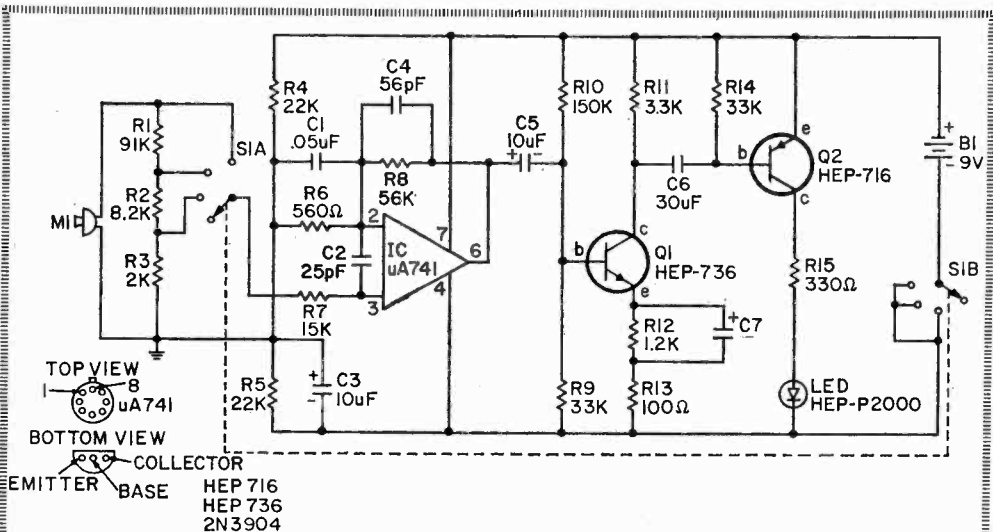 R1
91K
S1A
R2
8.2K
M1
R3
2K
R4
22K
C1
.05uF
C4
56pF
R8
56K
R6
560Ω
C2
25pF
R7
15K
2
3
IC
uA741
7
6
4
C5
10uF
+ -
R5
22K
+
-
C3
10uF
R10
150K
R11
3.3K
R14
33K
C6
30uF
b
c
e
Q1
HEP-736
R12
1.2K
+
-
C7
R9
33K
R13
100Ω
b
e
c
Q2
HEP-716
R15
330Ω
LED
HEP-P2000
+
-
B1
9V
S1B
TOP VIEW
1
8
uA741
BOTTOM VIEW
COLLECTOR
EMITTER
BASE
HEP 716
HEP 736
2N3904